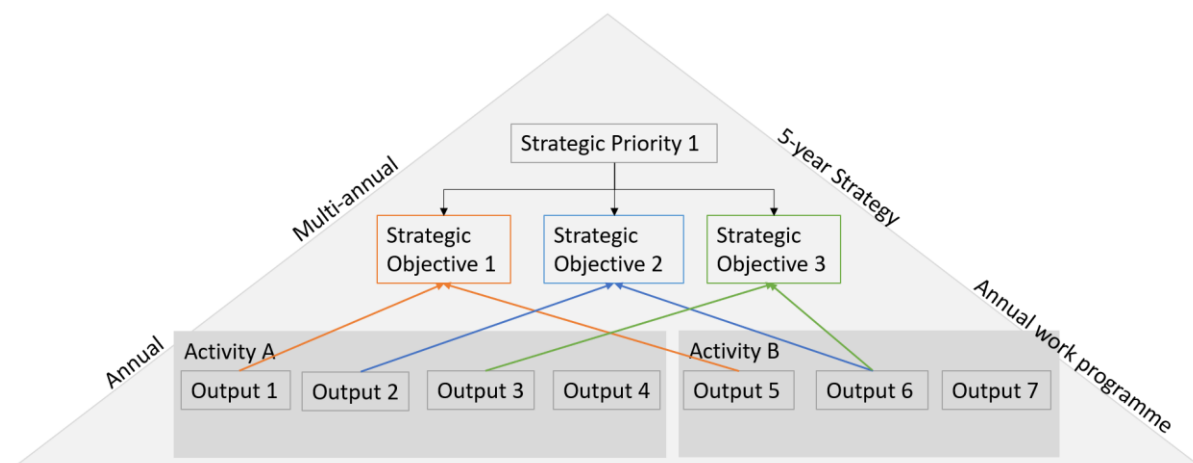 Strategic Priority 1
5-year Strategy
Multi-annual
Strategic
Objective 1
Strategic
Objective 2
Strategic
Objective 3
Annual work programme
Annual
Activity A
Activity B
Output 1
Output 2
Output 3
Output 4
Output 5
Output 6
Output 7